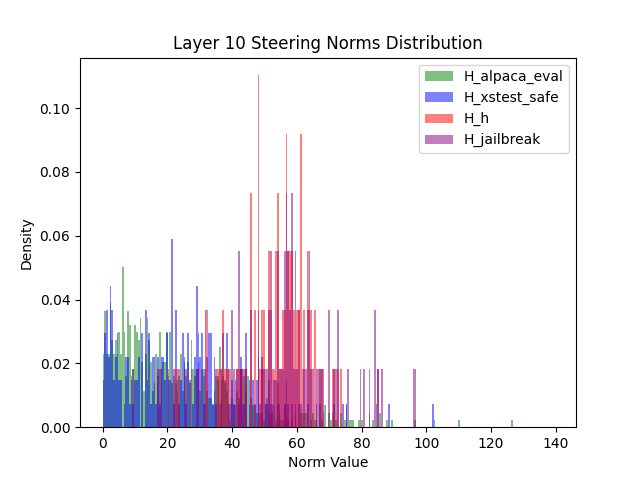 Layer 10 Steering Norms Distribution
H_alpaca_eval
H_xstest_safe
H_h
H_jailbreak
Density
0.10
0.08
0.06
0.04
0.02
0.00
0 20 40 60 80 100 120 140
Norm Value